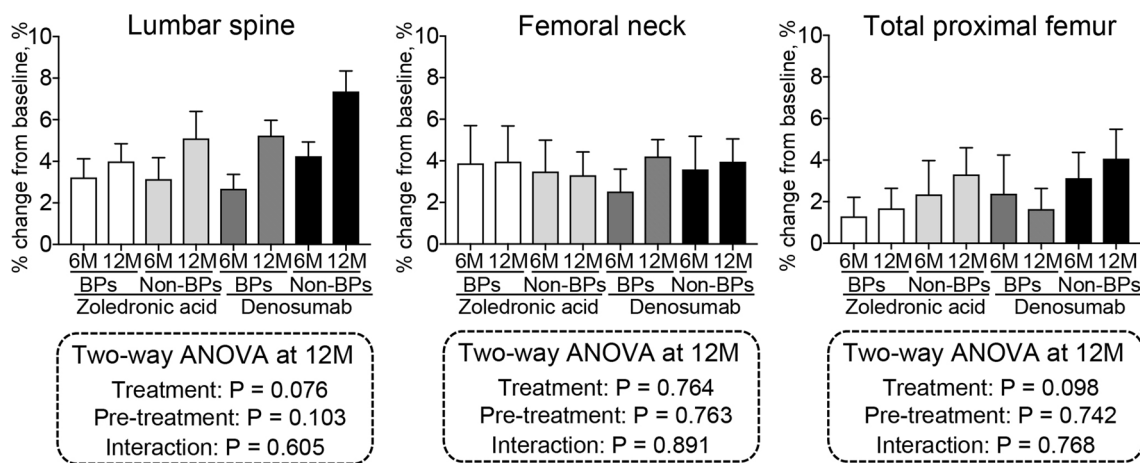 Lumbar spine
% change from baseline, %
10
8
6
4
2
0
6M 12M 6M 12M 6M 12M 6M 12M
BPs Non-BPs BPs Non-BPs
Zoledronic acid Denosumab
Two-way ANOVA at 12M
Treatment: P = 0.076
Pre-treatment: P = 0.103
Interaction: P = 0.605
Femoral neck
% change from baseline, %
10
8
6
4
2
0
6M 12M 6M 12M 6M 12M 6M 12M
BPs Non-BPs BPs Non-BPs
Zoledronic acid Denosumab
Two-way ANOVA at 12M
Treatment: P = 0.764
Pre-treatment: P = 0.763
Interaction: P = 0.891
Total proximal femur
% change from baseline, %
10
8
6
4
2
0
6M 12M 6M 12M 6M 12M 6M 12M
BPs Non-BPs BPs Non-BPs
Zoledronic acid Denosumab
Two-way ANOVA at 12M
Treatment: P = 0.098
Pre-treatment: P = 0.742
Interaction: P = 0.768